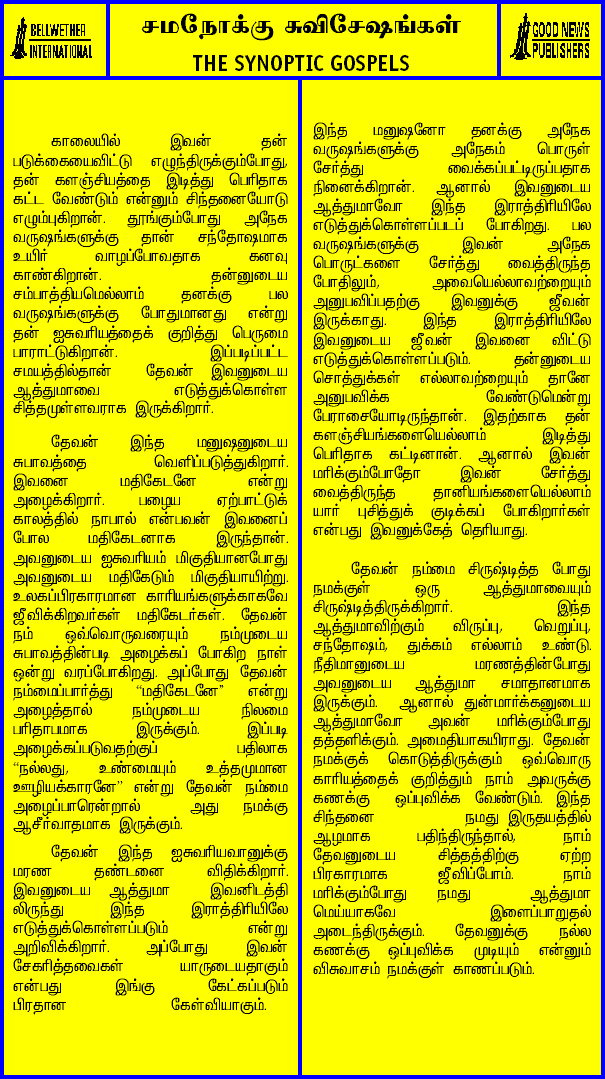 BELLWETHER
INTERNATIONAL
சமநோக்கு சுவிசேஷங்கள்
THE SYNOPTIC GOSPELS
GOOD NEWS
PUBLISHERS
காலையில் இவன் தன்
படுக்கையைவிட்டு எழுந்திருக்கும்போது,
தன் களஞ்சியத்தை இடித்து பெரிதாக
கட்ட வேண்டும் என்னும் சிந்தனையோடு
எழும்புகிறான். தூரங்கும்போது அநேக
வருஷங்களுக்கு தான் சந்தோஷமாக
உயிர் வாழப்போவதாக கனவு
காண்கிறான். தன்னுடைய
சம்பாத்தியமெல்லாம் தனக்கு பல
வருஷங்களுக்கு போதுமானது என்று
தன் ஐசுவரியத்தைக் குறித்து பெருமை
பாராட்டுகிறான். இப்படிப்பட்ட
சமயத்தில்தான் தேவன் இவனுடைய
ஆத்துமாவை எடுத்துக்கொள்ள
சித்தமுள்ளவராக இருக்கிறார்.
தேவன் இந்த மனுஷனுடைய
சுபாவத்தை வெளிப்படுத்துகிறார்.
இவனை மதிகேடனே என்று
அழைக்கிறார். பழைய ஏற்பாட்டுக்
காலத்தில் நாபால் என்பவன் இவனைப்
போல மதிகேடனாக இருந்தான்.
அவனுடைய ஐசுவரியம் மிகுதியானபோது
அவனுடைய மதிகேடும் மிகுதியாயிற்று.
உலகப்பிரகாரமான காரியங்களுக்காகவே
ஜீவிக்கிறவர்கள் மதிகேடர்கள். தேவன்
நம் ஒவ்வொருவரையும் நம்முடைய
சுபாவத்தின்படி அழைக்கப் போகிற நாள்
ஒன்று வரப்போகிறது. அப்போது தேவன்
நம்மைப்பார்த்து "மதிகேடனே" என்று
அழைத்தால் நம்முடைய நிலமை
பரிதாபமாக இருக்கும். இப்படி
அழைக்கப்படுவதற்குப் பதிலாக
"நல்லது, உண்மையும் உத்தமுமான
ஊழியக்காரனே" என்று தேவன் நம்மை
அழைப்பாரென்றால் அது நமக்கு
ஆசீர்வாதமாக இருக்கும்.
தேவன் இந்த ஐசுவரியவானுக்கு
மரண தண்டனை விதிக்கிறார்.
இவனுடைய ஆத்துமா இவனிடத்தி
லிருந்து இந்த இராத்திரியிலே
எடுத்துக்கொள்ளப்படும் என்று
அறிவிக்கிறார். அப்போது இவன்
சேகரித்தவைகள் யாருடையதாகும்
என்பது இங்கு கேட்கப்படும்
பிரதான கேள்வியாகும்.
இந்த மனுஷனோ தனக்கு அநேக
வருஷங்களுக்கு அநேகம் பொருள்
சேர்த்து வைக்கப்பட்டிருப்பதாக
நினைக்கிறான். ஆனால் இவனுடைய
ஆத்துமாவோ இந்த இராத்திரியிலே
எடுத்துக்கொள்ளப்படப் போகிறது. பல
வருஷங்களுக்கு இவன் அநேக
பொருட்களை சேர்த்து வைத்திருந்த
போதிலும், அவையெல்லாவற்றையும்
அனுபவிப்பதற்கு இவனுக்கு ஜீவன்
இருக்காது. இந்த இராத்திரியிலே
இவனுடைய ஜீவன் இவனை விட்டு
எடுத்துக்கொள்ளப்படும். தன்னுடைய
சொத்துக்கள் எல்லாவற்றையும் தானே
அனுபவிக்க வேண்டுமென்று
பேராசையோடிருந்தான். இதற்காக தன்
களஞ்சியங்களையெல்லாம் இடித்து
பெரிதாக கட்டினான். ஆனால் இவன்
மரிக்கும்போதோ இவன் சேர்த்து
வைத்திருந்த தானியங்களையெல்லாம்
யார் புசித்துக் குடிக்கப் போகிறார்கள்
என்பது இவனுக்கேத் தெரியாது.
தேவன் நம்மை சிருஷ்டித்த போது
நமக்குள் ஒரு ஆத்துமாவையும்
சிருஷ்டித்திருக்கிறார். இந்த
ஆத்துமாவிற்கும் விருப்பு, வெறுப்பு,
சந்தோஷம், துக்கம் எல்லாம் உண்டு.
நீதிமானுடைய மரணத்தின்போது
அவனுடைய ஆத்துமா சமாதானமாக
இருக்கும். ஆனால் துன்மார்க்கனுடைய
ஆத்துமாவோ அவன் மரிக்கும்போது
தத்தளிக்கும். அமைதியாகயிராது. தேவன்
நமக்குக் கொடுத்திருக்கும் ஒவ்வொரு
காரியத்தைக் குறித்தும் நாம் அவருக்கு
கணக்கு ஒப்புவிக்க வேண்டும். இந்த
சிந்தனை நமது இருதயத்தில்
ஆழமாக பதிந்திருந்தால், நாம்
தேவனுடைய சித்தத்திற்கு ஏற்ற
பிரகாரமாக ஜீவிப்போம். நாம்
மரிக்கும்போது நமது ஆத்துமா
மெய்யாகவே இளைப்பாறுதல்
அடைந்திருக்கும். தேவனுக்கு நல்ல
கணக்கு ஒப்புவிக்க முடியும் என்னும்
விசுவாசம் நமக்குள் காணப்படும்.